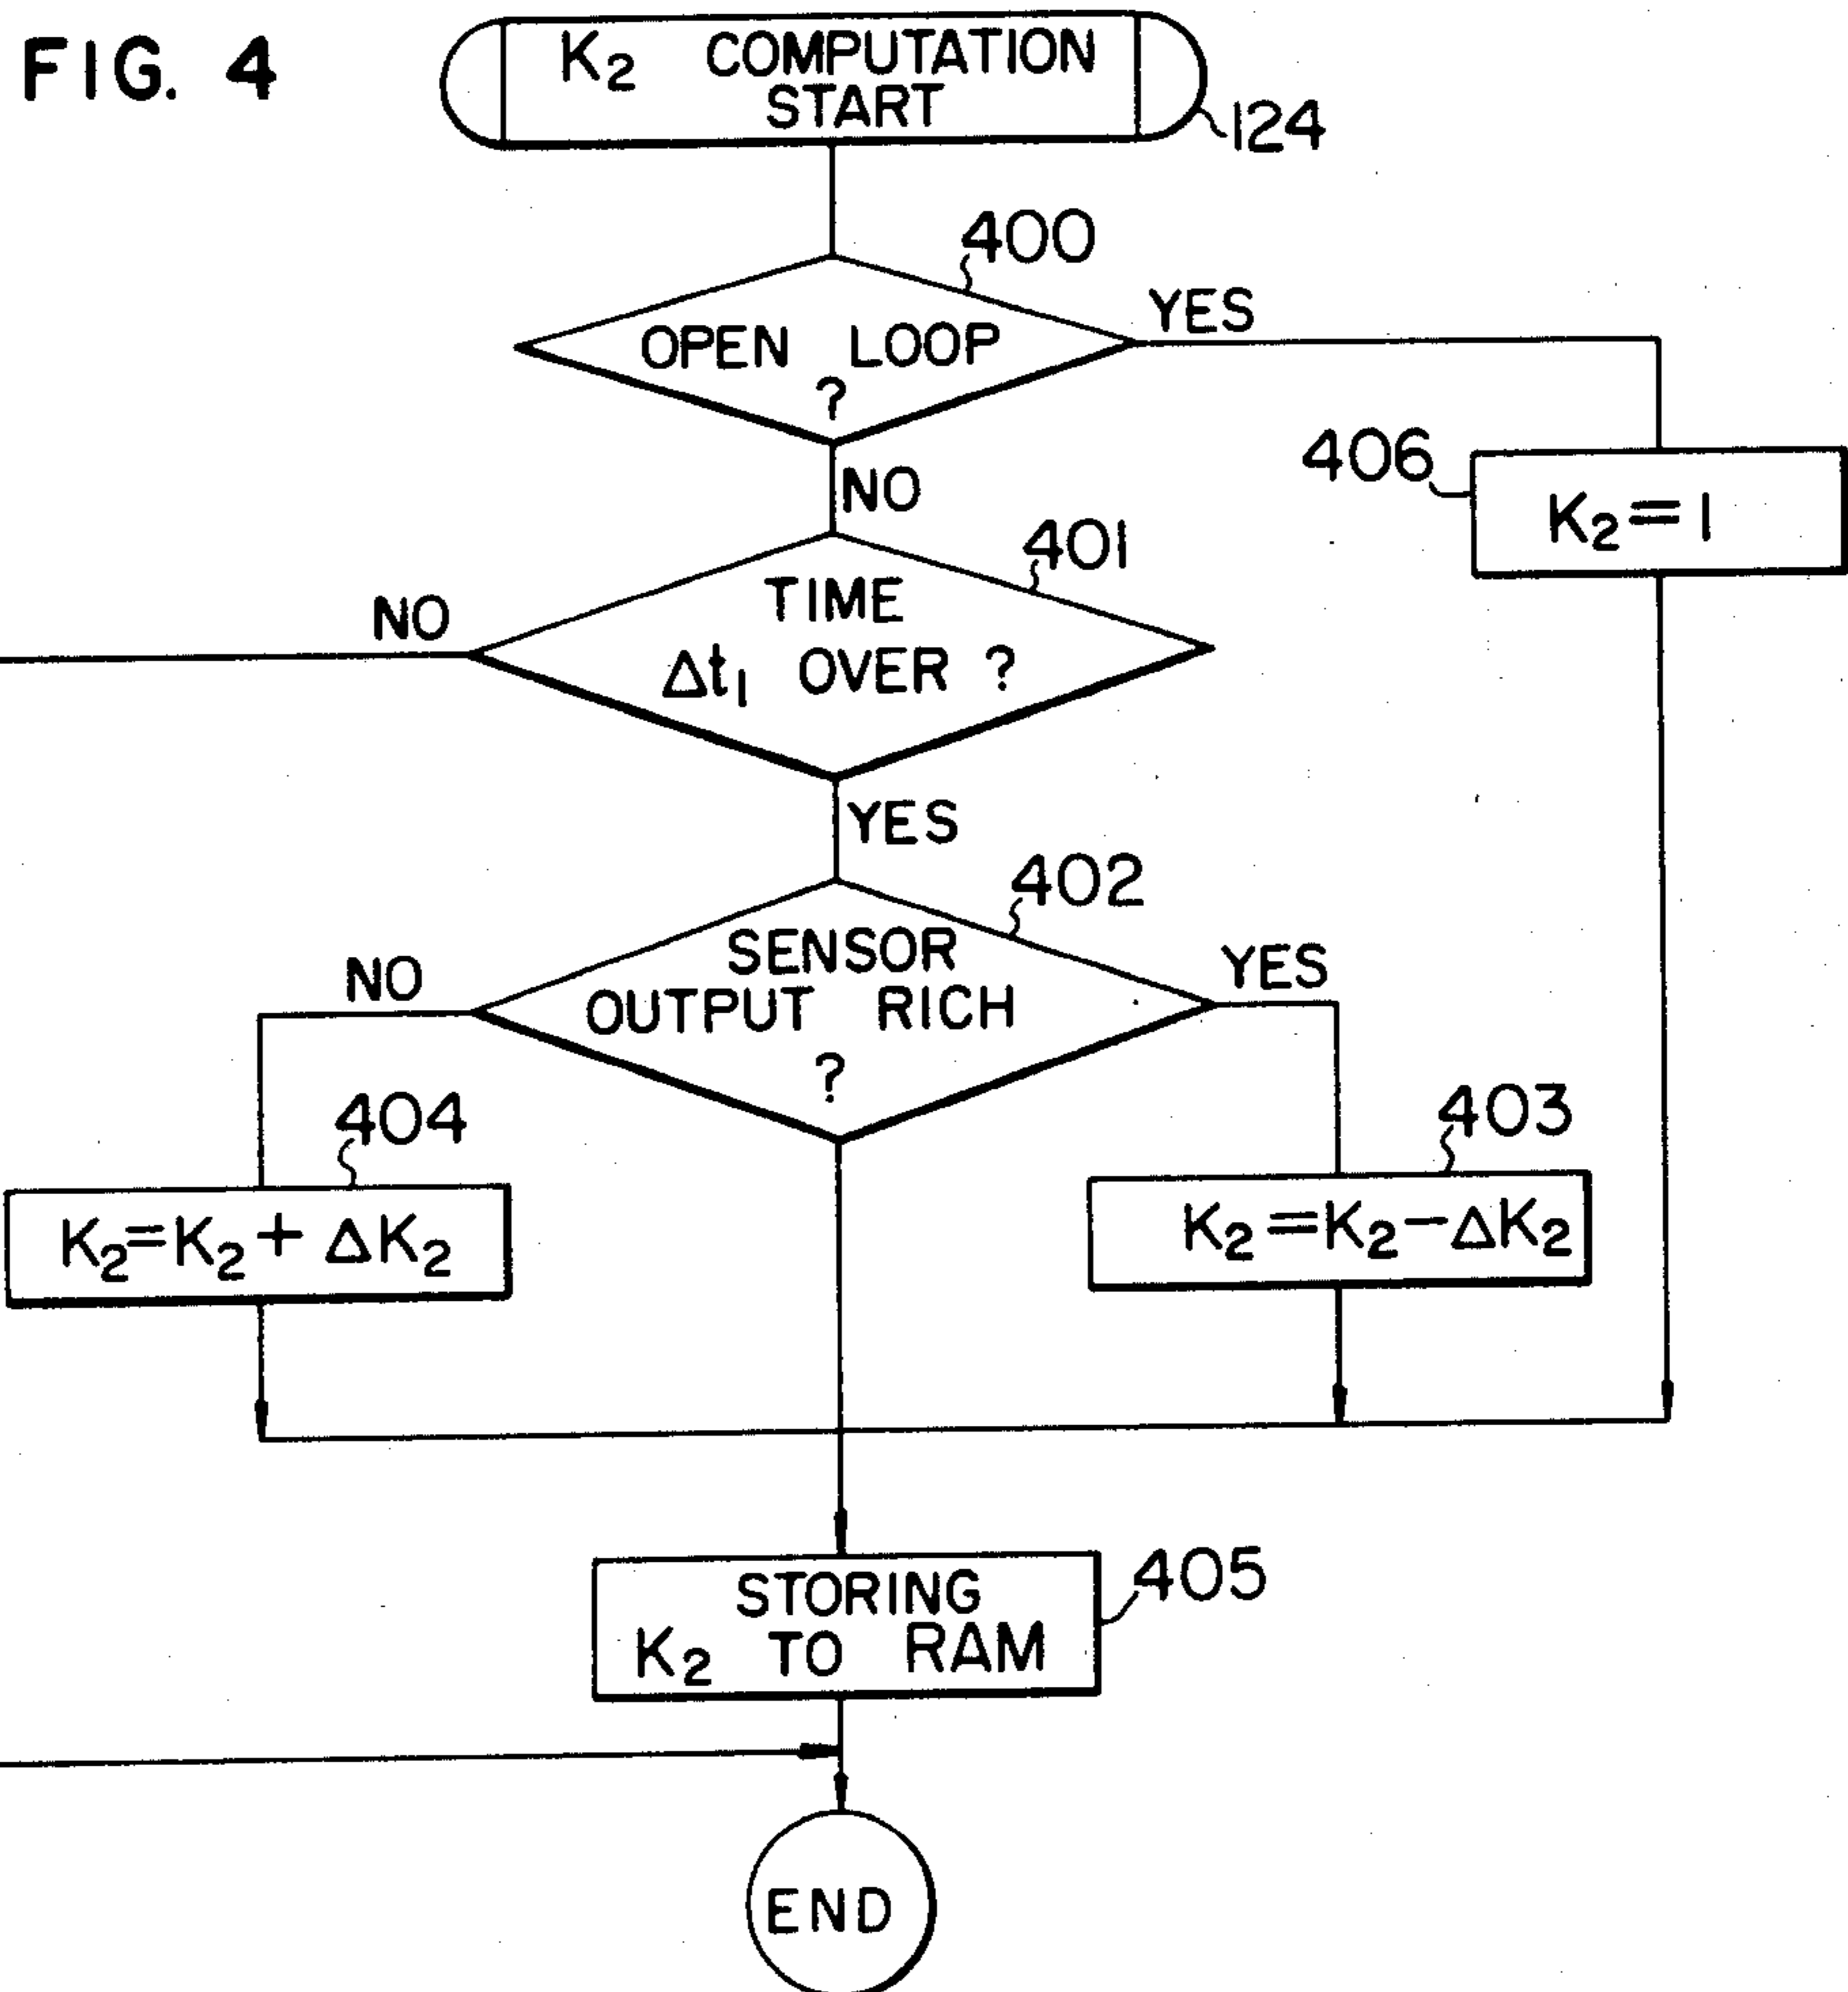 FIG. 4
K₂ COMPUTATION
START
124
400
OPEN LOOP
?
YES
NO
406
K₂=1
401
TIME
Δt₁ OVER ?
NO
YES
402
SENSOR
OUTPUT RICH
?
NO
YES
404
K₂=K₂+ ΔK₂
403
K₂=K₂-ΔK₂
STORING
K₂ TO RAM
405
END